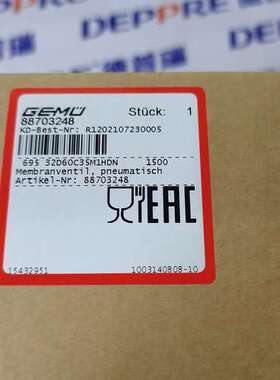 DEPPRE DEPPRE
GEMÜ Stück: 1
88703248
KD-Best-Nr: R1202107230005
695 32D60C35M1HDN 1500
Membranventil, pneumatisch
Artikel-Nr: 88703248
EAC
15432951 1003140808-10